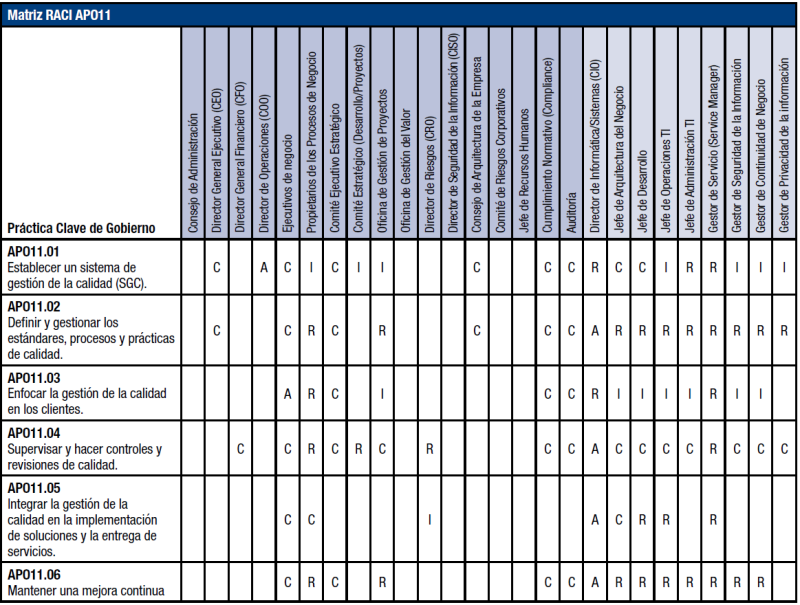 Matriz RACI APO11
Práctica Clave de Gobierno
Consejo de Administración
Director General Ejecutivo (CEO)
Director General Financiero (CFO)
Director de Operaciones (COO)
Ejecutivos de negocio
Propietarios de los Procesos de Negocio
Comité Ejecutivo Estratégico
Comité Estratégico (Desarrollo/Proyectos)
Oficina de Gestión de Proyectos
Oficina de Gestión del Valor
Director de Riesgos (CRO)
Director de Seguridad de la Información (CISO)
Consejo de Arquitectura de la Empresa
Comité de Riesgos Corporativos
Jefe de Recursos Humanos
Cumplimiento Normativo (Compliance)
Auditoría
Director de Informática/Sistemas (CIO)
Jefe de Arquitectura del Negocio
Jefe de Desarrollo
Jefe de Operaciones TI
Jefe de Administración TI
Gestor de Servicio (Service Manager)
Gestor de Seguridad de la Información
Gestor de Continuidad de Negocio
Gestor de Privacidad de la información
APO11.01
Establecer un sistema de
gestión de la calidad (SGC).
C A C I C I I C C C R C C I R R I I I
APO11.02
Definir y gestionar los
estándares, procesos y prácticas
de calidad.
C C R C R C C C A R R R R R R R R
APO11.03
Enfocar la gestión de la calidad
en los clientes.
A R C I C C R I I I I R I I
APO11.04
Supervisar y hacer controles y
revisiones de calidad.
C C R C R C R C C A C C C C R C C C
APO11.05
Integrar la gestión de la
calidad en la implementación
de soluciones y la entrega de
servicios.
C C I A C R R R
APO11.06
Mantener una mejora continua
C R C R C C A R R R R R R R